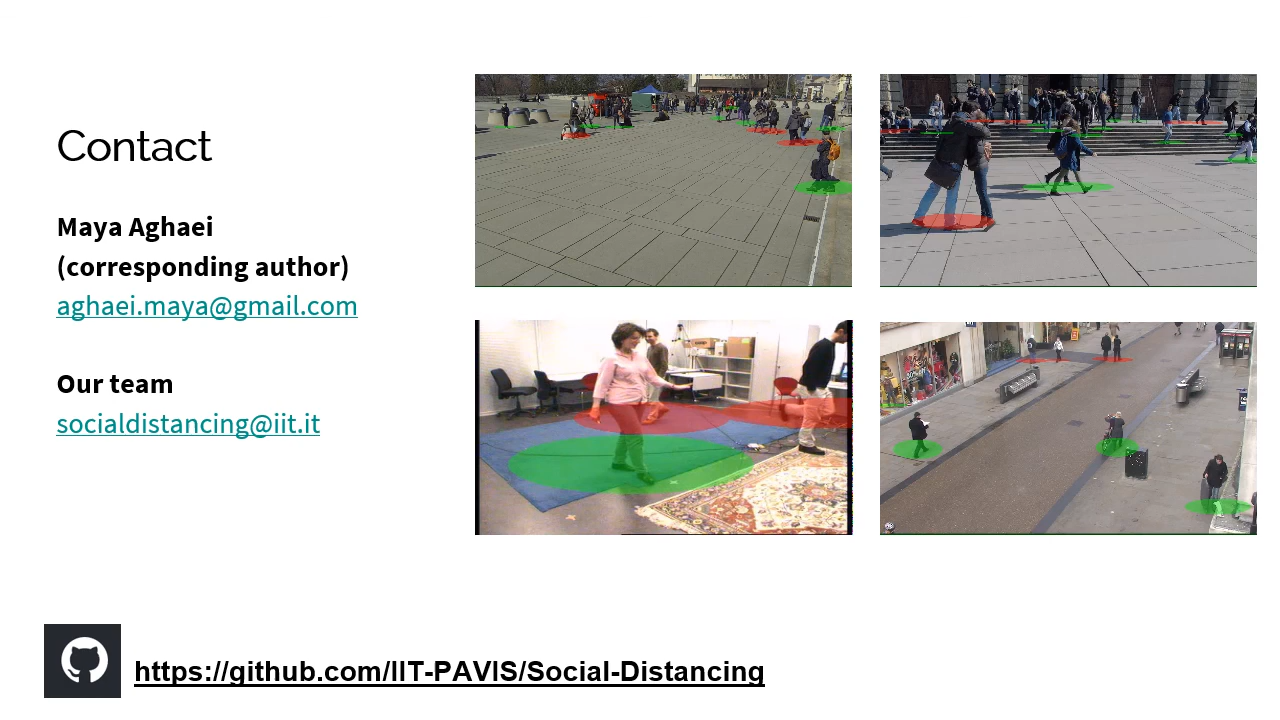 Contact
Maya Aghaei
(corresponding author)
aghaei.maya@gmail.com
Our team
socialdistancing@iit.it
https://github.com/IIT-PAVIS/Social-Distancing